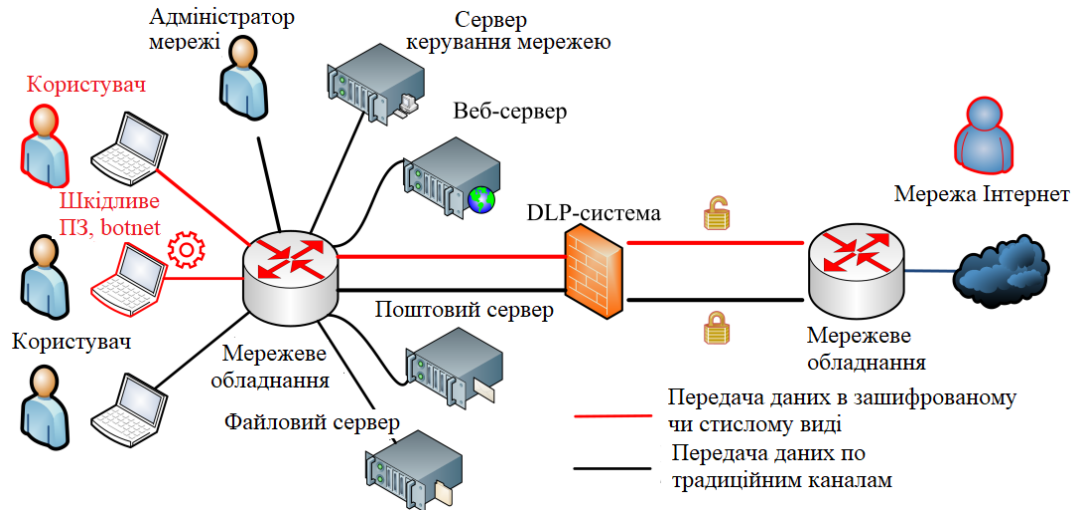 Адміністратор
мережі
Сервер
керування мережею
Користувач
Веб-сервер
Шкідливе
ПЗ, botnet
DLP-система
Мережа Інтернет
Користувач
Мережеве
обладнання
Поштовий сервер
Файловий сервер
Мережеве
обладнання
Передача даних в зашифрованому
чи стислому виді
Передача даних по
традиційним каналам